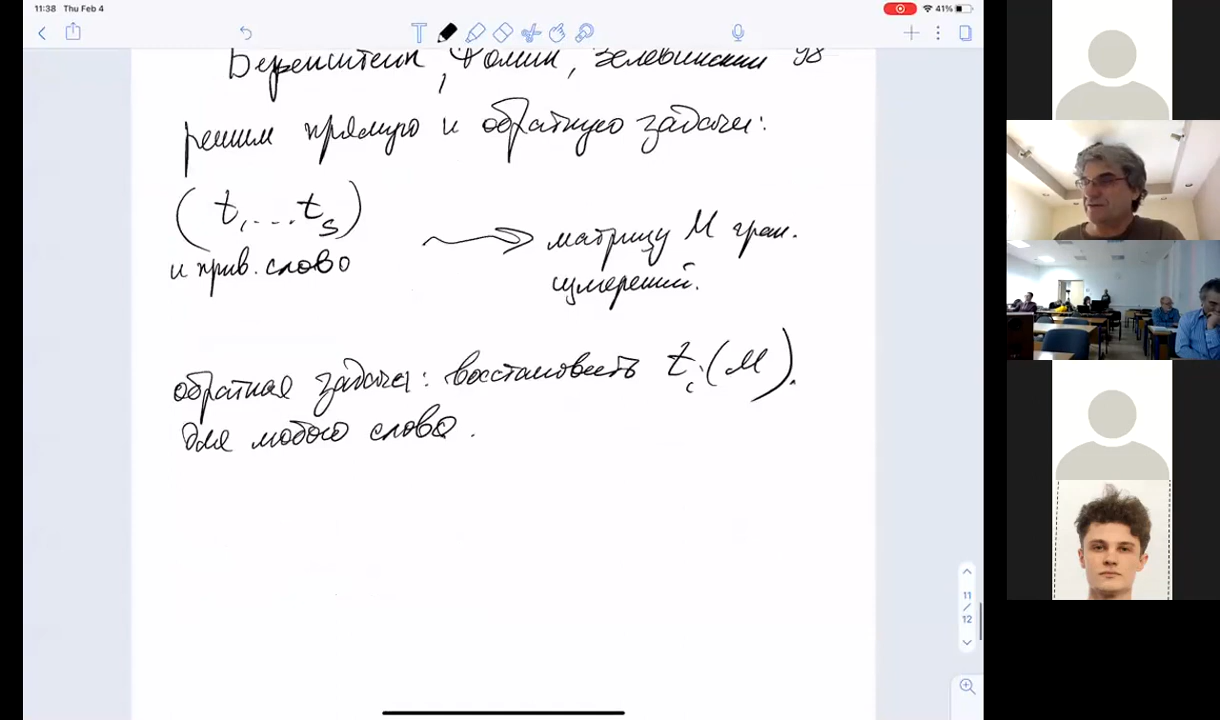 11:38 Thu Feb 4
41%
Беренштейн, Фомин, Зелевинский 98
решим прямую и обратную задачи:
(t₁...tₛ)
и прив. слово
матрицу M гран.
измерений.
обратная задача: восстановить tᵢ(M).
для любого слова.
11
/
12